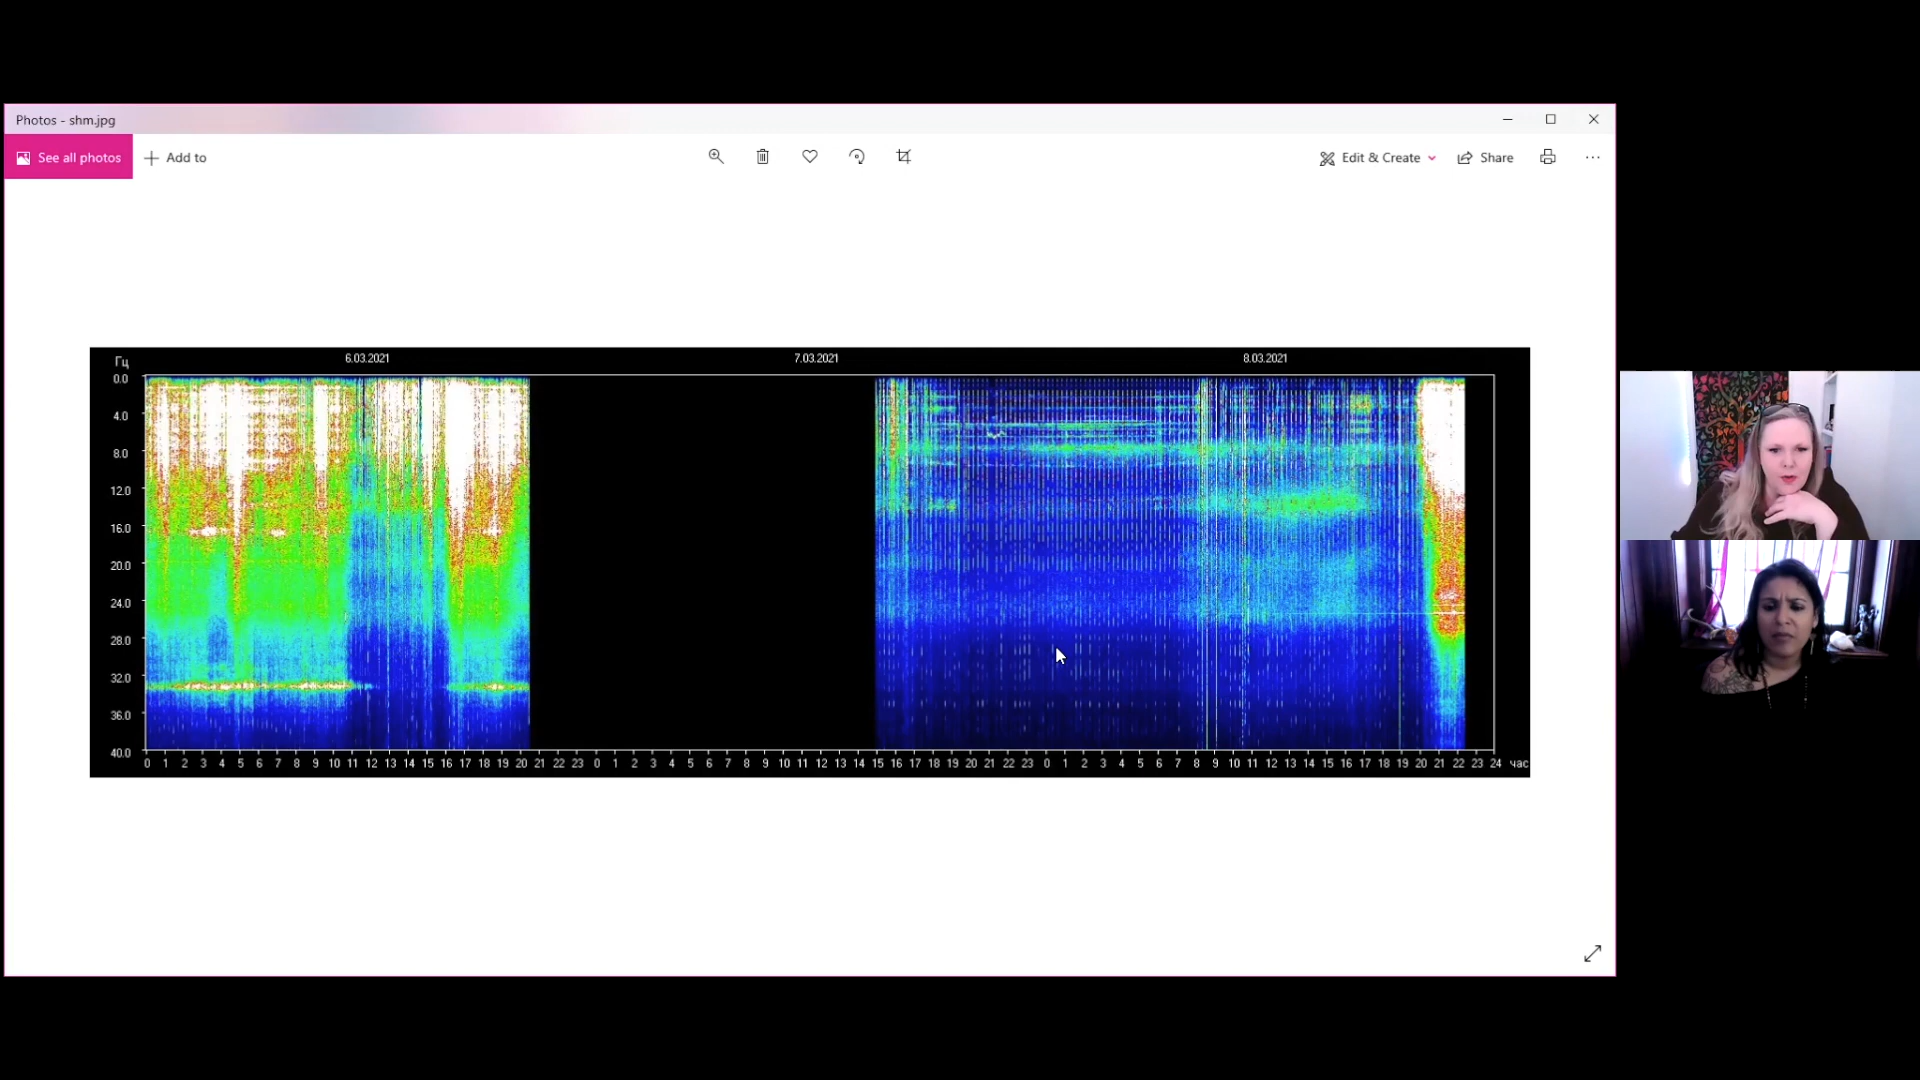 Photos - shm.jpg
See all photos
Add to
Edit & Create
Share
6.03.2021 7.03.2021 8.03.2021
Гц
0.0
4.0
8.0
12.0
16.0
20.0
24.0
28.0
32.0
36.0
40.0
0 1 2 3 4 5 6 7 8 9 10 11 12 13 14 15 16 17 18 19 20 21 22 23 0 1 2 3 4 5 6 7 8 9 10 11 12 13 14 15 16 17 18 19 20 21 22 23 0 1 2 3 4 5 6 7 8 9 10 11 12 13 14 15 16 17 18 19 20 21 22 23 24 час